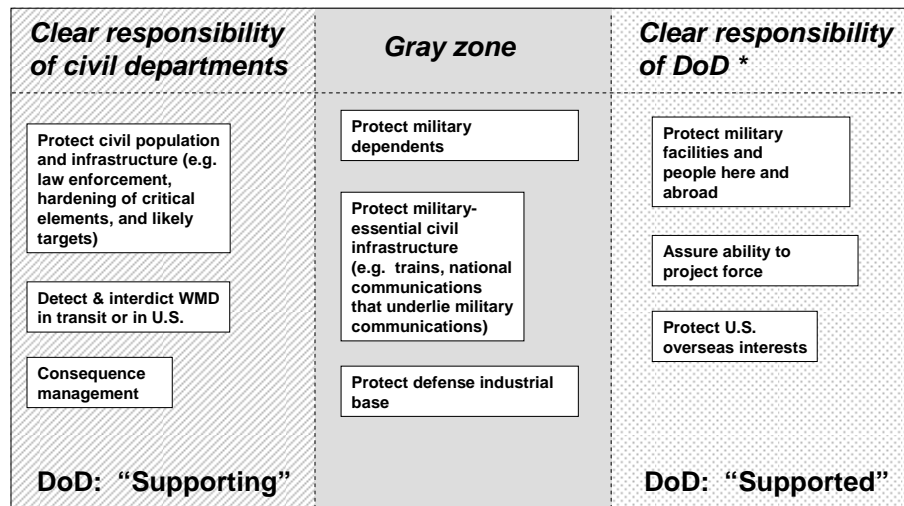 Clear responsibility
of civil departments
Protect civil population
and infrastructure (e.g.
law enforcement,
hardening of critical
elements, and likely
targets)
Detect & interdict WMD
in transit or in U.S.
Consequence
management
DoD: “Supporting”
Gray zone
Protect military
dependents
Protect military-
essential civil
infrastructure
(e.g. trains, national
communications
that underlie military
communications)
Protect defense industrial
base
Clear responsibility
of DoD *
Protect military
facilities and
people here and
abroad
Assure ability to
project force
Protect U.S.
overseas interests
DoD: “Supported”